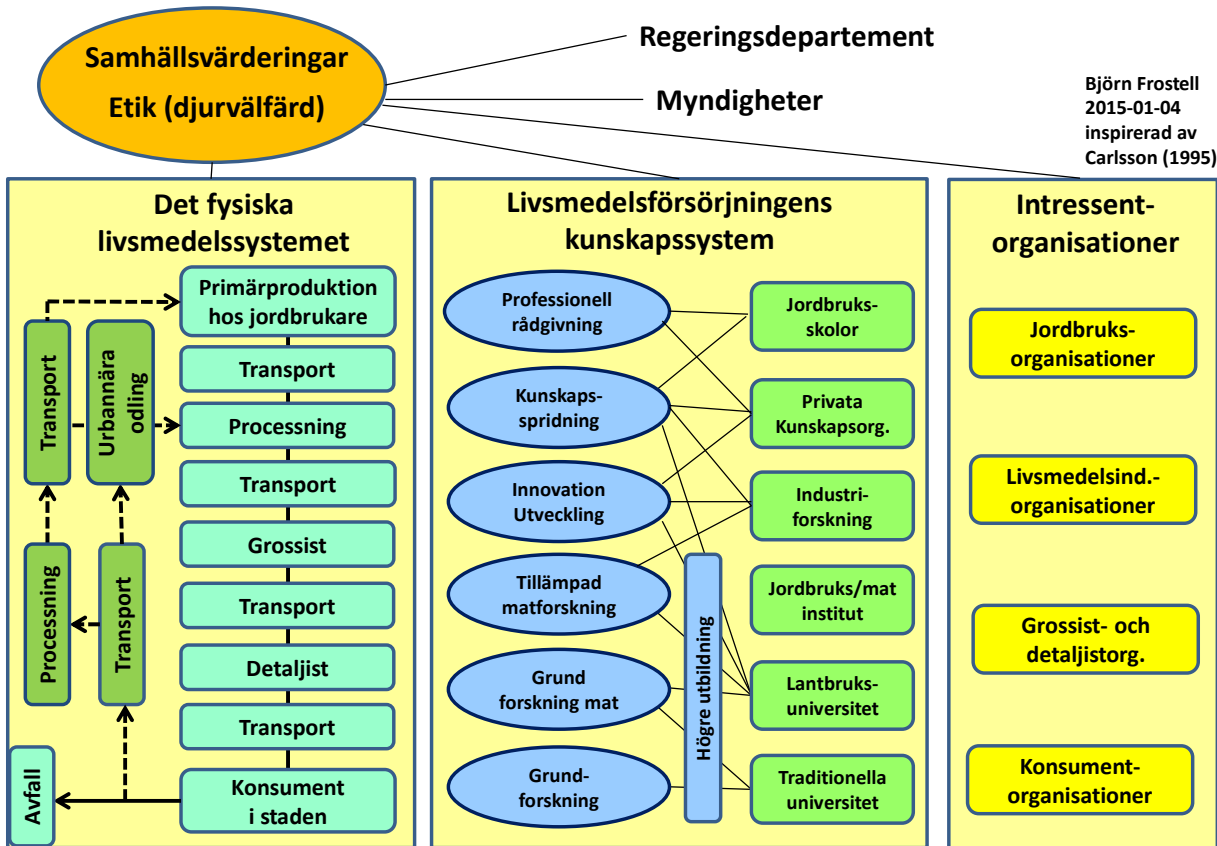 Samhällsvärderingar
Etik (djurvälfärd)
Regeringsdepartement
Myndigheter
Björn Frostell
2015-01-04
inspirerad av
Carlsson (1995)
Det fysiska
livsmedelssystemet
Primärproduktion
hos jordbrukare
Transport
Processning
Transport
Grossist
Transport
Detaljist
Transport
Konsument
i staden
Transport
Urbannära
odling
Processning
Transport
Avfall
Livsmedelsförsörjningens
kunskapssystem
Professionell
rådgivning
Kunskaps-
spridning
Innovation
Utveckling
Tillämpad
matforskning
Grund
forskning mat
Grund-
forskning
Högre utbildning
Jordbruks-
skolor
Privata
Kunskapsorg.
Industri-
forskning
Jordbruks/mat
institut
Lantbruks-
universitet
Traditionella
universitet
Intressent-
organisationer
Jordbruks-
organisationer
Livsmedelsind.-
organisationer
Grossist- och
detaljistorg.
Konsument-
organisationer